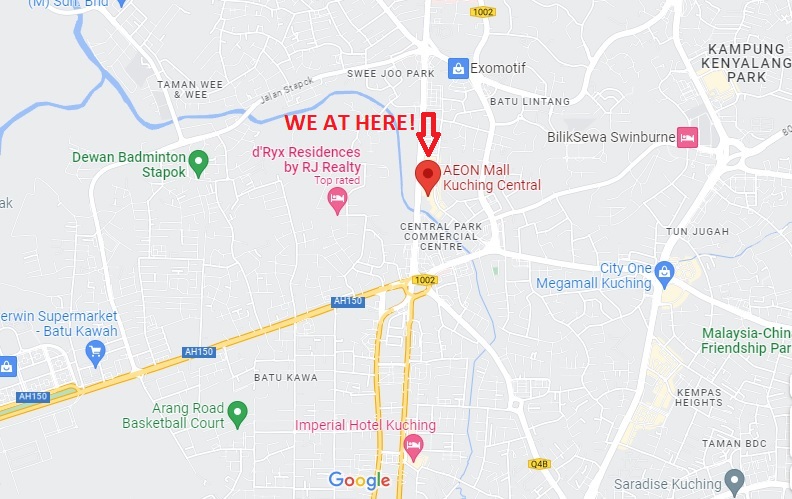 (M) Sdn. Bhd
1002
KAMPUNG
KENYALANG
PARK
Exomotif
SWEE JOO PARK
TAMAN WEE
& WEE
Jalan Stapok
BATU LINTANG
WE AT HERE!
BilikSewa Swinburne
Dewan Badminton
Stapok
d'Ryx Residences
by RJ Realty
Top rated
AEON Mall
Kuching Central
CENTRAL PARK
COMMERCIAL
CENTRE
TUN JUGAH
City One
Megamall Kuching
1002
AH150
erwin Supermarket
- Batu Kawah
AH150
Malaysia-Chin
Friendship Par
BATU KAWA
AH150
KEMPAS
HEIGHTS
Arang Road
Basketball Court
Imperial Hotel Kuching
TAMAN BDC
Q4B
Google
Saradise Kuching